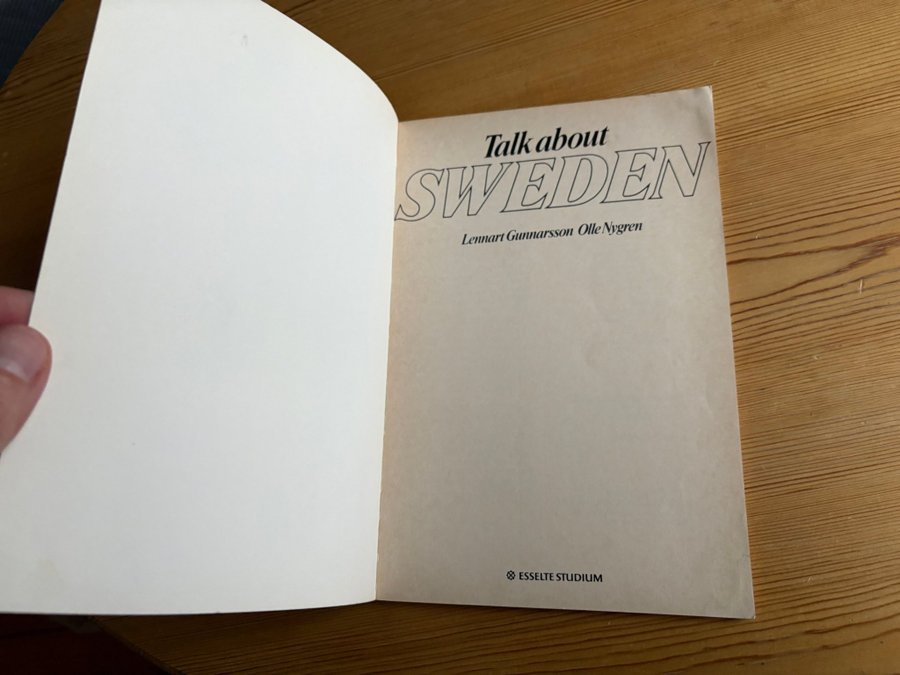 Talk about
SWEDEN
Lennart Gunnarsson Olle Nygren
ESSELTE STUDIUM